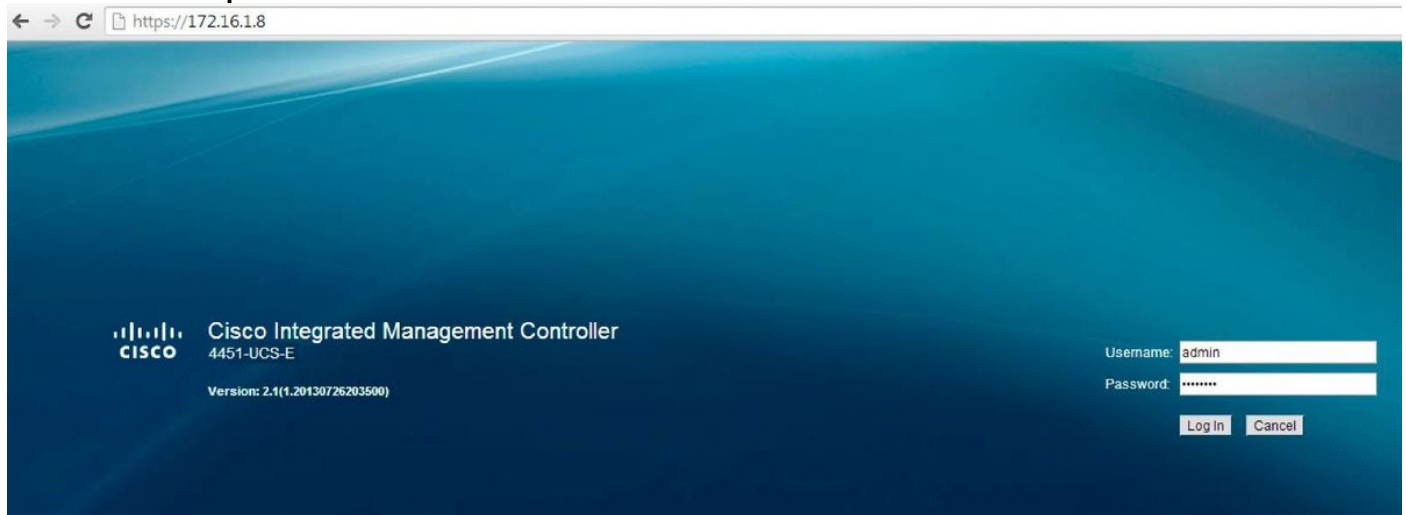 https://172.16.1.8
Cisco Integrated Management Controller
CISCO
4451-UCS-E
Version: 2.1(1.20130726203500)
Username: admin
Password: ••••••••
Log In Cancel